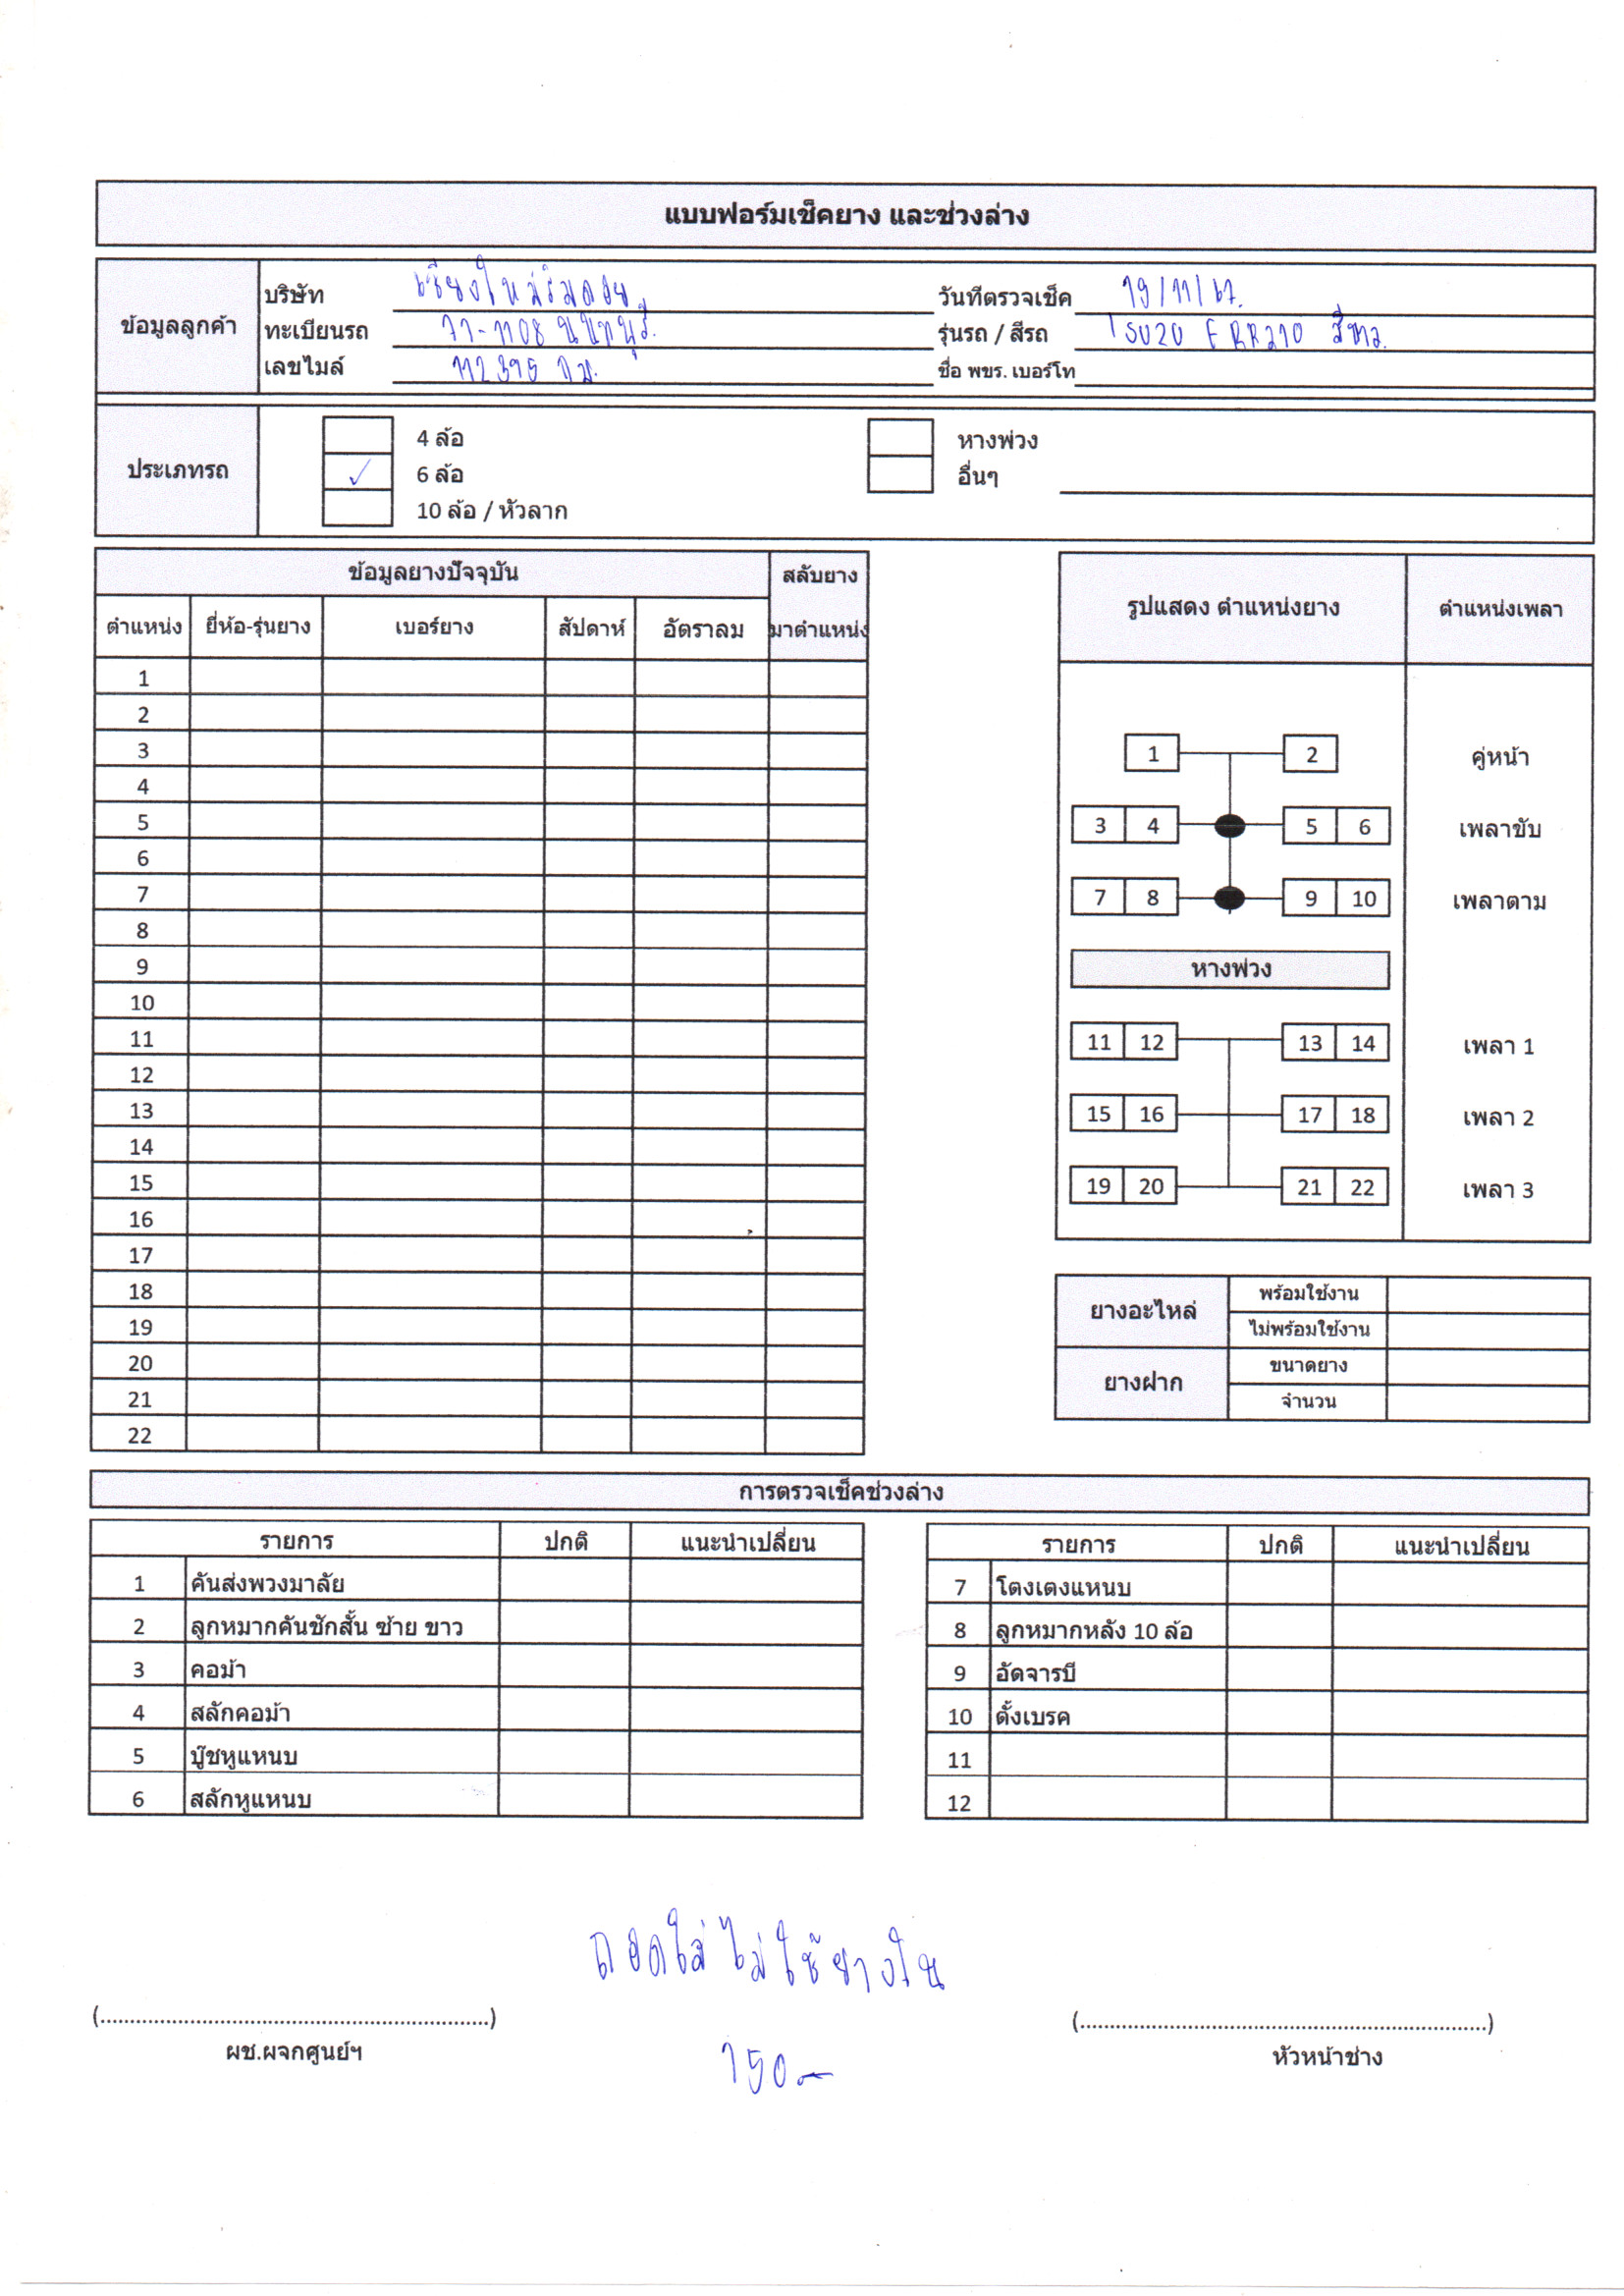 แบบฟอร์มเช็คยาง และช่วงล่าง
ข้อมูลลูกค้า
บริษัท เชียงใหม่ริมดอย
วันที่ตรวจเช็ค 19/11/67.
ทะเบียนรถ 71-1108 นนทบุรี.
รุ่นรถ / สีรถ ISUZU FRR210 สีขาว.
เลขไมล์ 112395 กม.
ชื่อ พขร. เบอร์โท
ประเภทรถ
4 ล้อ
หางพ่วง
✓ 6 ล้อ
อื่นๆ
10 ล้อ / หัวลาก
ข้อมูลยางปัจจุบัน
สลับยาง
ตำแหน่ง ยี่ห้อ-รุ่นยาง เบอร์ยาง สัปดาห์ อัตราลม มาตำแหน่ง
1
2
3
4
5
6
7
8
9
10
11
12
13
14
15
16
17
18
19
20
21
22
รูปแสดง ตำแหน่งยาง ตำแหน่งเพลา
1 2 คู่หน้า
3 4 5 6 เพลาขับ
7 8 9 10 เพลาตาม
หางพ่วง
11 12 13 14 เพลา 1
15 16 17 18 เพลา 2
19 20 21 22 เพลา 3
ยางอะไหล่
พร้อมใช้งาน
ไม่พร้อมใช้งาน
ยางฝาก
ขนาดยาง
จำนวน
การตรวจเช็คช่วงล่าง
รายการ ปกติ แนะนำเปลี่ยน
1 คันส่งพวงมาลัย
2 ลูกหมากคันชักสั้น ซ้าย ขาว
3 คอม้า
4 สลักคอม้า
5 บู๊ชหูแหนบ
6 สลักหูแหนบ
รายการ ปกติ แนะนำเปลี่ยน
7 โตงเตงแหนบ
8 ลูกหมากหลัง 10 ล้อ
9 อัดจารบี
10 ตั้งเบรค
11
12
ถอดใส่ไม่ใช้ยางใน
150
(..................................................................)
ผช.ผจกศูนย์ฯ
(......................................................................)
หัวหน้าช่าง